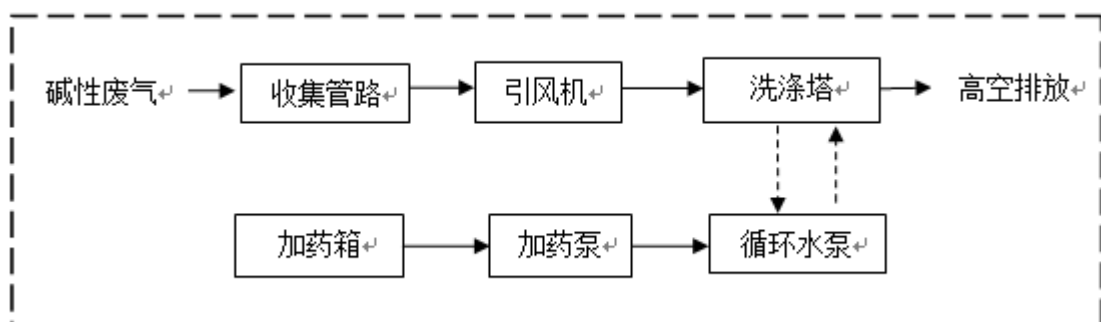 碱性废气
收集管路
引风机
洗涤塔
高空排放
加药箱
加药泵
循环水泵